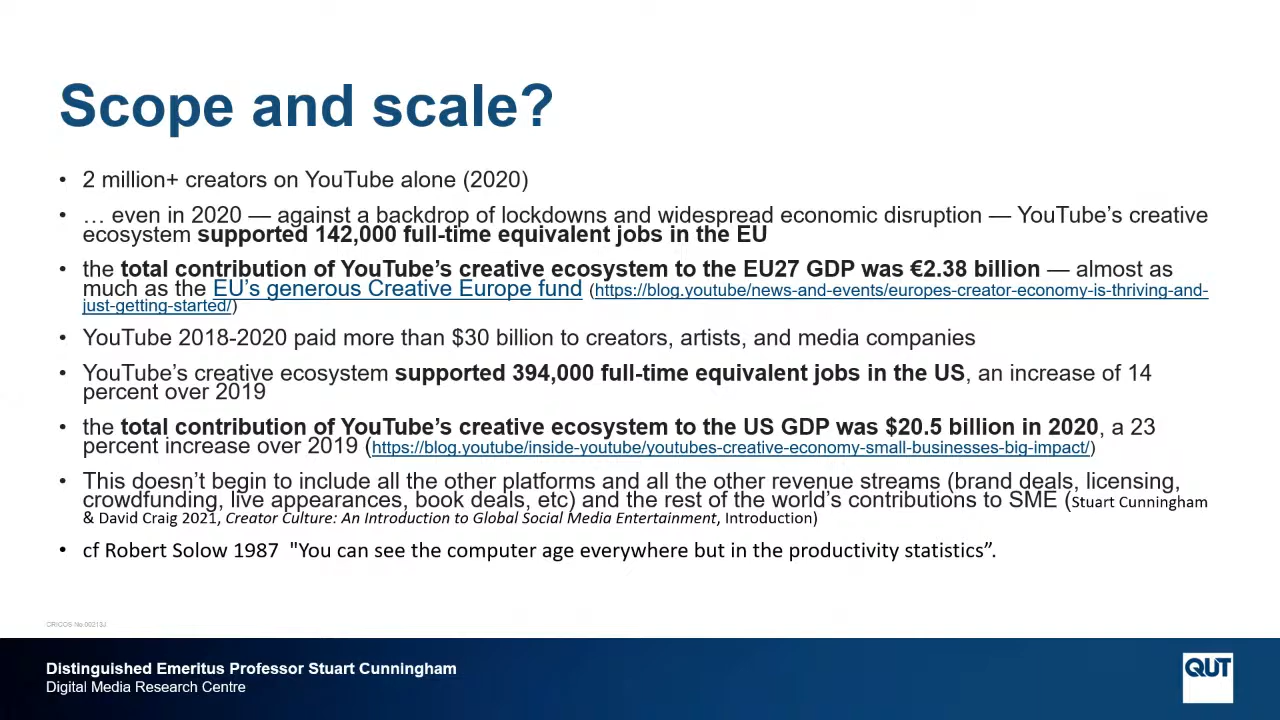 Scope and scale?
• 2 million+ creators on YouTube alone (2020)
• … even in 2020 — against a backdrop of lockdowns and widespread economic disruption — YouTube’s creative
ecosystem supported 142,000 full-time equivalent jobs in the EU
• the total contribution of YouTube’s creative ecosystem to the EU27 GDP was €2.38 billion — almost as
much as the EU’s generous Creative Europe fund (https://blog.youtube/news-and-events/europes-creator-economy-is-thriving-and-
just-getting-started/)
• YouTube 2018-2020 paid more than $30 billion to creators, artists, and media companies
• YouTube’s creative ecosystem supported 394,000 full-time equivalent jobs in the US, an increase of 14
percent over 2019
• the total contribution of YouTube’s creative ecosystem to the US GDP was $20.5 billion in 2020, a 23
percent increase over 2019 (https://blog.youtube/inside-youtube/youtubes-creative-economy-small-businesses-big-impact/)
• This doesn’t begin to include all the other platforms and all the other revenue streams (brand deals, licensing,
crowdfunding, live appearances, book deals, etc) and the rest of the world’s contributions to SME (Stuart Cunningham
& David Craig 2021, Creator Culture: An Introduction to Global Social Media Entertainment, Introduction)
• cf Robert Solow 1987 "You can see the computer age everywhere but in the productivity statistics”.
CRICOS No.00213J
Distinguished Emeritus Professor Stuart Cunningham
Digital Media Research Centre
QUT